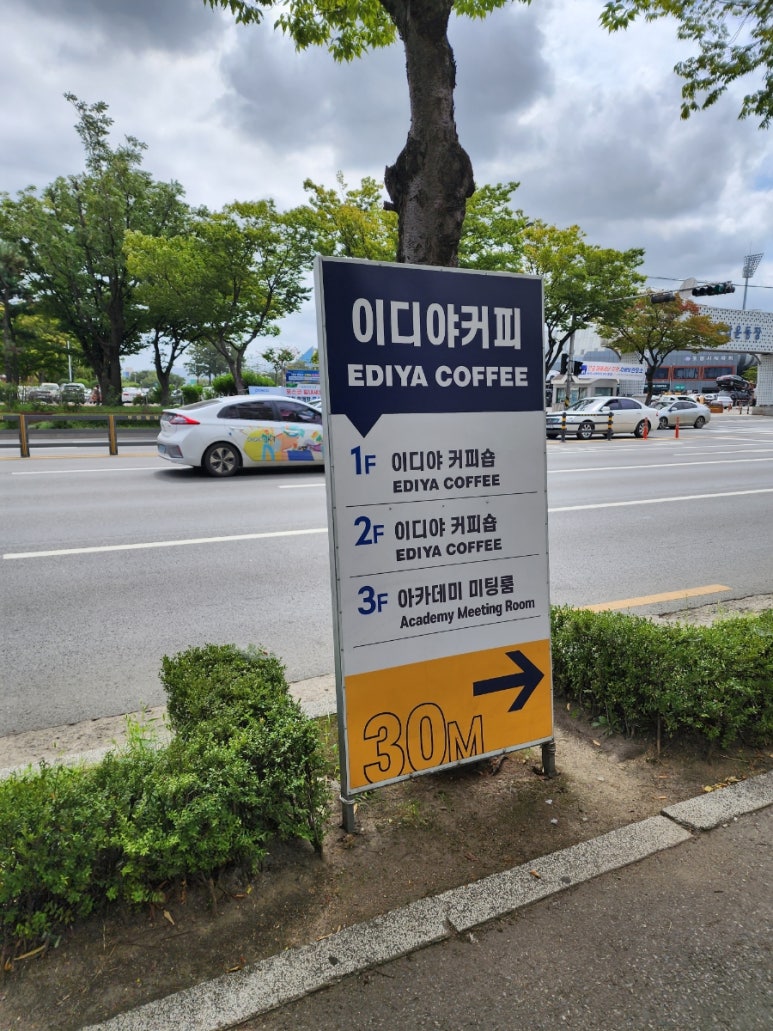 이디야커피
EDIYA COFFEE
1F 이디야 커피숍
EDIYA COFFEE
2F 이디야 커피숍
EDIYA COFFEE
3F 아카데미 미팅룸
Academy Meeting Room
30M